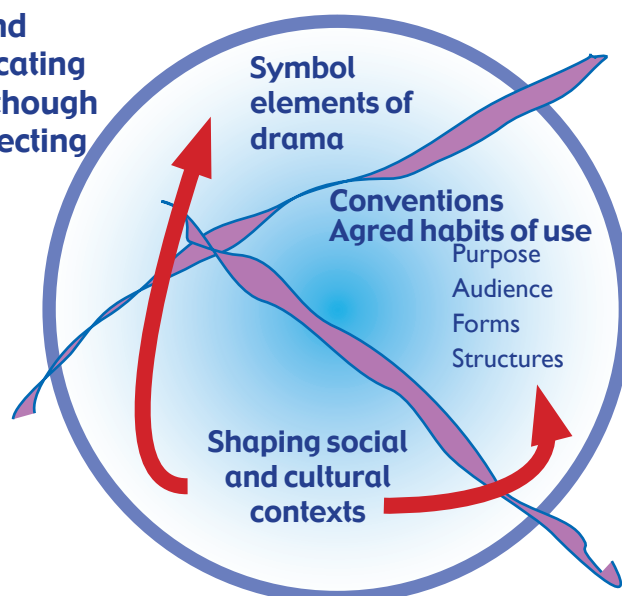 nd
cating
though
ecting
Symbol
elements of
drama
Conventions
Agred habits of use
Purpose
Audience
Forms
Structures
Shaping social
and cultural
contexts